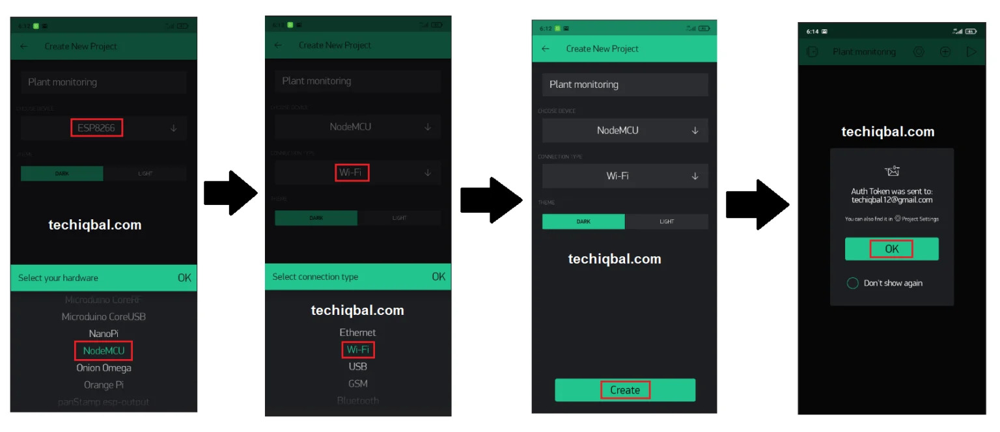 6:12
Create New Project
Plant monitoring
CHOOSE DEVICE
ESP8266
THEME
DARK LIGHT
techiqbal.com
Select your hardware OK
Microduino CoreRF
Microduino CoreUSB
NanoPi
NodeMCU
Onion Omega
Orange Pi
panStamp esp-output
6:12
Create New Project
Plant monitoring
CHOOSE DEVICE
NodeMCU
CONNECTION TYPE
Wi-Fi
THEME
DARK LIGHT
Select connection type OK
techiqbal.com
Ethernet
Wi-Fi
USB
GSM
Bluetooth
6:12
Create New Project
Plant monitoring
CHOOSE DEVICE
NodeMCU
CONNECTION TYPE
Wi-Fi
THEME
DARK LIGHT
techiqbal.com
Create
6:14
Plant monitoring
techiqbal.com
Auth Token was sent to:
techiqbal12@gmail.com
You can also find it in Project Settings
OK
Don't show again